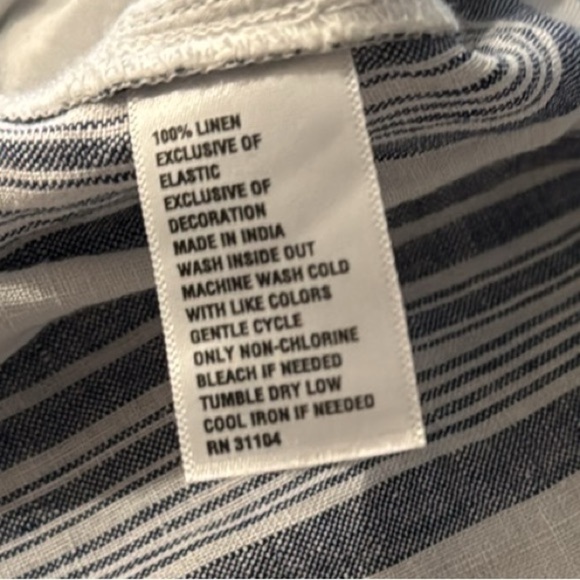 100% LINEN
EXCLUSIVE OF
ELASTIC
EXCLUSIVE OF
DECORATION
MADE IN INDIA
WASH INSIDE OUT
MACHINE WASH COLD
WITH LIKE COLORS
GENTLE CYCLE
ONLY NON-CHLORINE
BLEACH IF NEEDED
TUMBLE DRY LOW
COOL IRON IF NEEDED
RN 31104